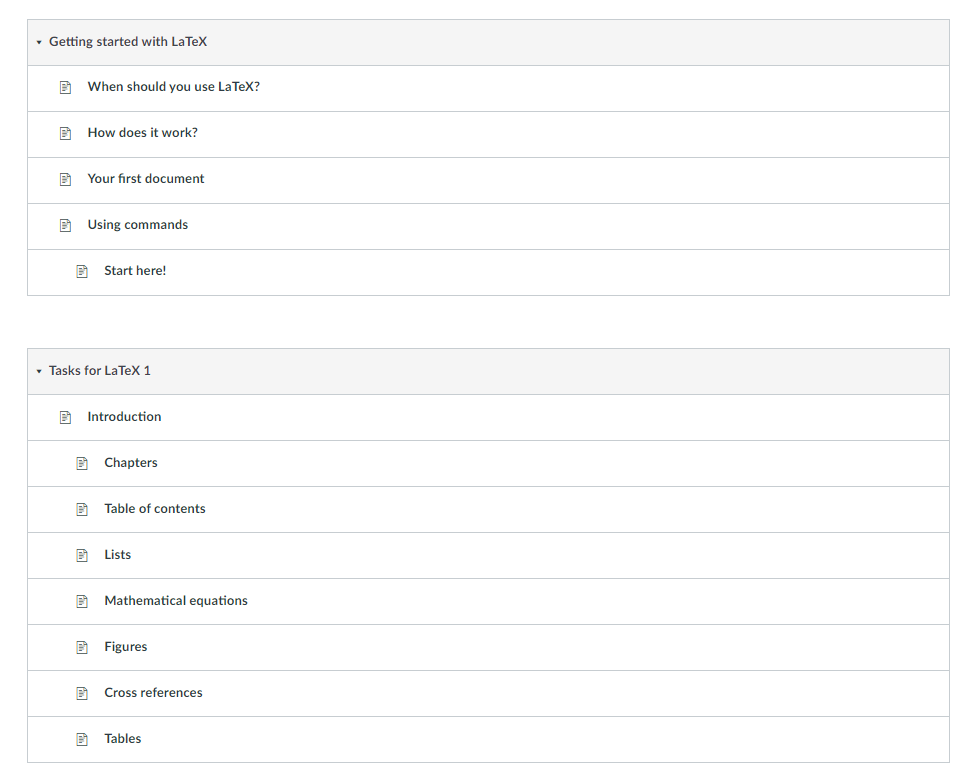 Getting started with LaTeX
When should you use LaTeX?
How does it work?
Your first document
Using commands
Start here!
Tasks for LaTeX 1
Introduction
Chapters
Table of contents
Lists
Mathematical equations
Figures
Cross references
Tables